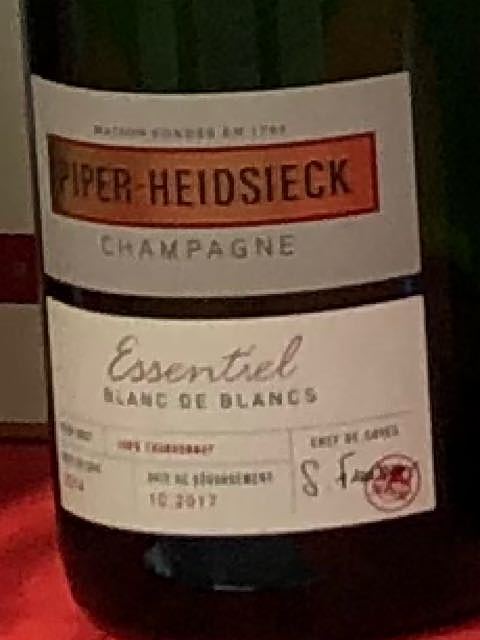 MAISON FONDÉE EN 1785
PIPER-HEIDSIECK
CHAMPAGNE
Essentiel
BLANC DE BLANCS
100% CHARDONNAY
CHEF DE CAVES
DATE DE DÉGORGEMENT
10.2017